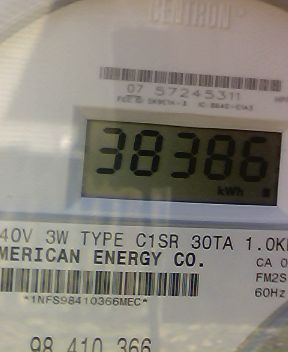 CENTRON
07 57245311
38386
kWh
40V 3W TYPE C1SR 30TA 1.0K
MERICAN ENERGY CO.
CA 0
FM2S
60Hz
*1NFS98410366MEC*
98 410 366